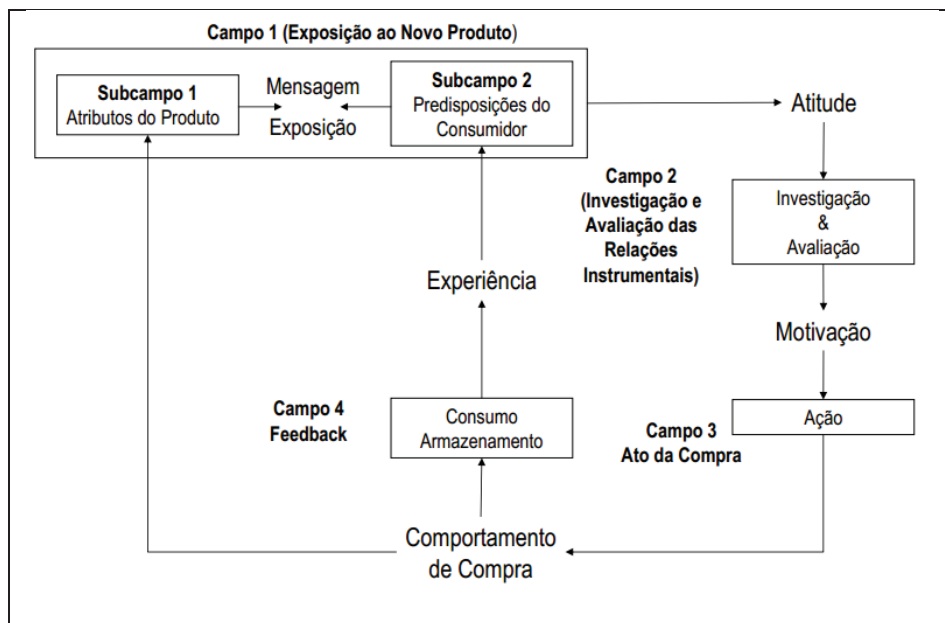 Campo 1 (Exposição ao Novo Produto)
Subcampo 1
Atributos do Produto
Mensagem
Exposição
Subcampo 2
Predisposições do
Consumidor
Atitude
Campo 2
(Investigação e
Avaliação das
Relações
Instrumentais)
Investigação
&
Avaliação
Experiência
Motivação
Campo 4
Feedback
Consumo
Armazenamento
Ação
Campo 3
Ato da Compra
Comportamento
de Compra